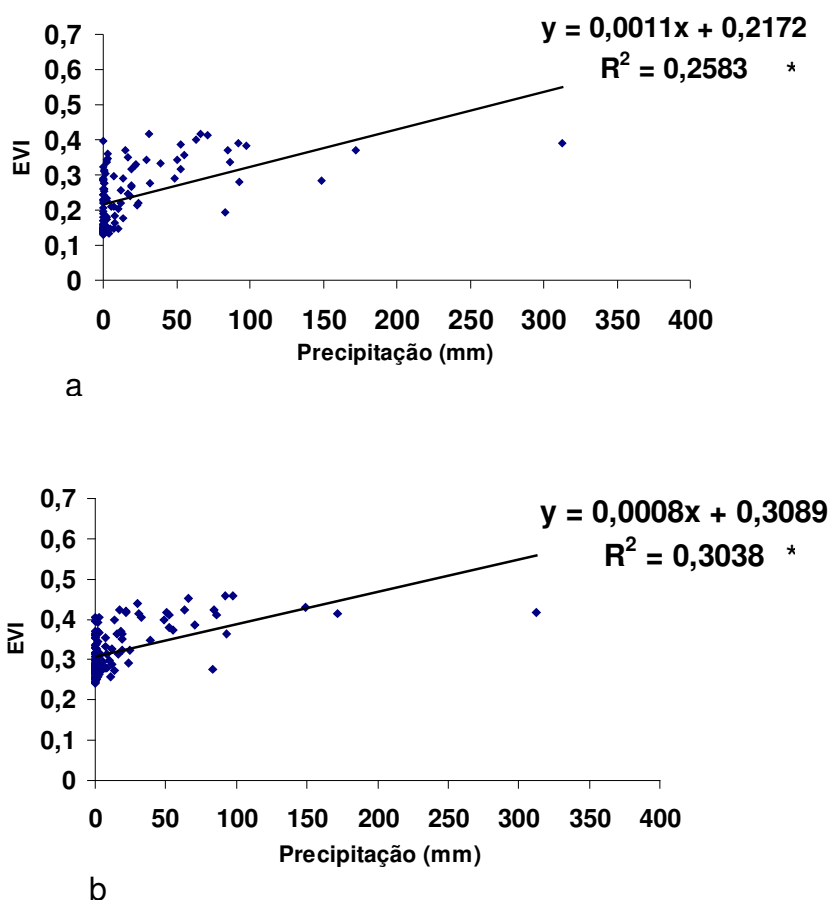 y = 0,0011x + 0,2172
R² = 0,2583 *
0,7
0,6
0,5
0,4
0,3
0,2
0,1
0
EVI
0 50 100 150 200 250 300 350 400
Precipitação (mm)
a
y = 0,0008x + 0,3089
R² = 0,3038 *
0,7
0,6
0,5
0,4
0,3
0,2
0,1
0
EVI
0 50 100 150 200 250 300 350 400
Precipitação (mm)
b